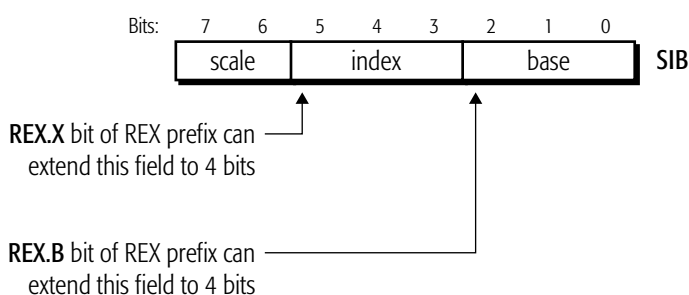 Bits: 7 6 5 4 3 2 1 0
scale index base SIB
REX.X bit of REX prefix can
extend this field to 4 bits
REX.B bit of REX prefix can
extend this field to 4 bits